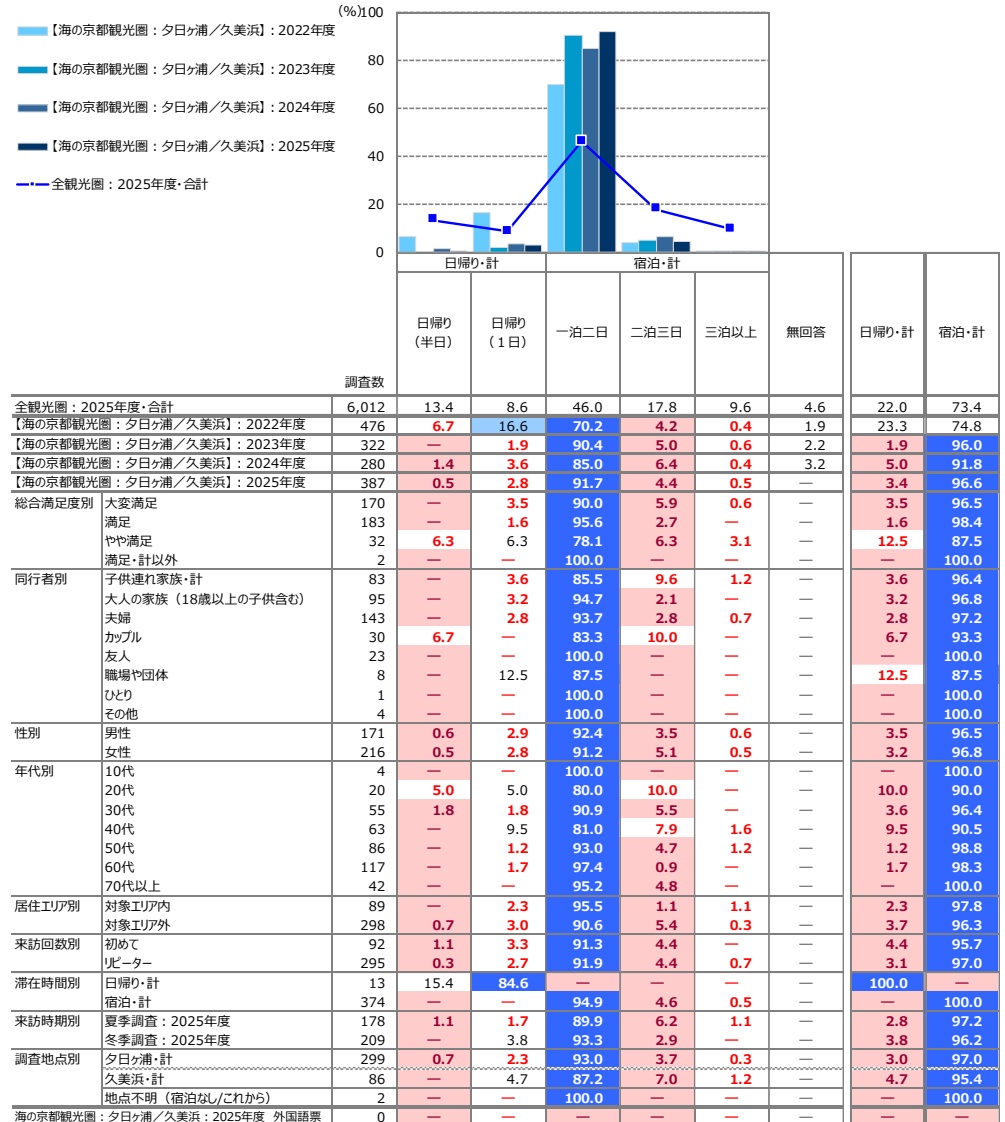 (%)
100
80
60
40
20
0
【海の京都観光圏：夕日ヶ浦／久美浜】：2022年度
【海の京都観光圏：夕日ヶ浦／久美浜】：2023年度
【海の京都観光圏：夕日ヶ浦／久美浜】：2024年度
【海の京都観光圏：夕日ヶ浦／久美浜】：2025年度
全観光圏：2025年度・合計
日帰り・計 宿泊・計
調査数 日帰り（半日） 日帰り（１日） 一泊二日 二泊三日 三泊以上 無回答 日帰り・計 宿泊・計
全観光圏：2025年度・合計 6,012 13.4 8.6 46.0 17.8 9.6 4.6 22.0 73.4
【海の京都観光圏：夕日ヶ浦／久美浜】：2022年度 476 6.7 16.6 70.2 4.2 0.4 1.9 23.3 74.8
【海の京都観光圏：夕日ヶ浦／久美浜】：2023年度 322 — 1.9 90.4 5.0 0.6 2.2 1.9 96.0
【海の京都観光圏：夕日ヶ浦／久美浜】：2024年度 280 1.4 3.6 85.0 6.4 0.4 3.2 5.0 91.8
【海の京都観光圏：夕日ヶ浦／久美浜】：2025年度 387 0.5 2.8 91.7 4.4 0.5 — 3.4 96.6
総合満足度別 大変満足 170 — 3.5 90.0 5.9 0.6 — 3.5 96.5
満足 183 — 1.6 95.6 2.7 — — 1.6 98.4
やや満足 32 6.3 6.3 78.1 6.3 3.1 — 12.5 87.5
満足・計以外 2 — — 100.0 — — — — 100.0
同行者別 子供連れ家族・計 83 — 3.6 85.5 9.6 1.2 — 3.6 96.4
大人の家族（18歳以上の子供含む） 95 — 3.2 94.7 2.1 — — 3.2 96.8
夫婦 143 — 2.8 93.7 2.8 0.7 — 2.8 97.2
カップル 30 6.7 — 83.3 10.0 — — 6.7 93.3
友人 23 — — 100.0 — — — — 100.0
職場や団体 8 — 12.5 87.5 — — — 12.5 87.5
ひとり 1 — — 100.0 — — — — 100.0
その他 4 — — 100.0 — — — — 100.0
性別 男性 171 0.6 2.9 92.4 3.5 0.6 — 3.5 96.5
女性 216 0.5 2.8 91.2 5.1 0.5 — 3.2 96.8
年代別 10代 4 — — 100.0 — — — — 100.0
20代 20 5.0 5.0 80.0 10.0 — — 10.0 90.0
30代 55 1.8 1.8 90.9 5.5 — — 3.6 96.4
40代 63 — 9.5 81.0 7.9 1.6 — 9.5 90.5
50代 86 — 1.2 93.0 4.7 1.2 — 1.2 98.8
60代 117 — 1.7 97.4 0.9 — — 1.7 98.3
70代以上 42 — — 95.2 4.8 — — — 100.0
居住エリア別 対象エリア内 89 — 2.3 95.5 1.1 1.1 — 2.3 97.8
対象エリア外 298 0.7 3.0 90.6 5.4 0.3 — 3.7 96.3
来訪回数別 初めて 92 1.1 3.3 91.3 4.4 — — 4.4 95.7
リピーター 295 0.3 2.7 91.9 4.4 0.7 — 3.1 97.0
滞在時間別 日帰り・計 13 15.4 84.6 — — — — 100.0 —
宿泊・計 374 — — 94.9 4.6 0.5 — — 100.0
来訪時期別 夏季調査：2025年度 178 1.1 1.7 89.9 6.2 1.1 — 2.8 97.2
冬季調査：2025年度 209 — 3.8 93.3 2.9 — — 3.8 96.2
調査地点別 夕日ヶ浦・計 299 0.7 2.3 93.0 3.7 0.3 — 3.0 97.0
久美浜・計 86 — 4.7 87.2 7.0 1.2 — 4.7 95.4
地点不明（宿泊なし/これから） 2 — — 100.0 — — — — 100.0
海の京都観光圏：夕日ヶ浦／久美浜：2025年度 外国語票 0 — — — — — — — —